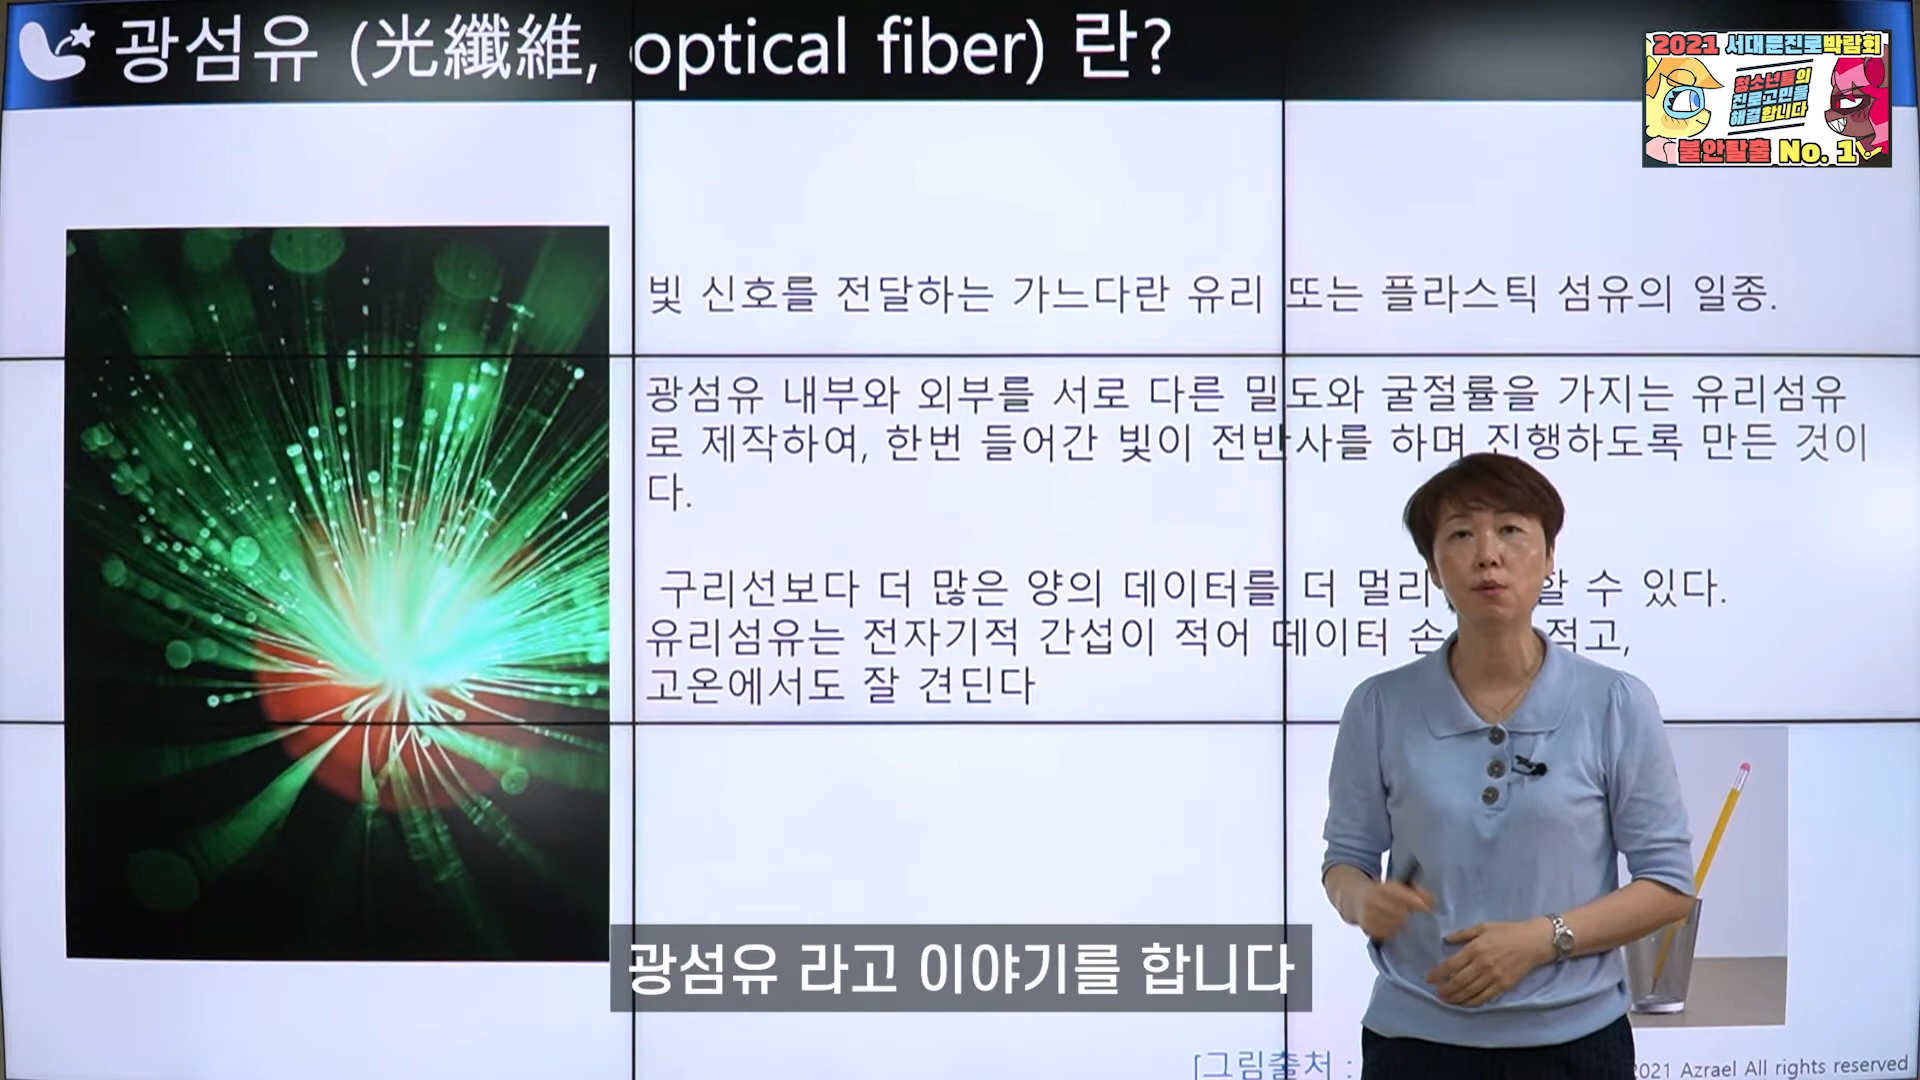 광섬유 (光纖維, optical fiber) 란?
2021 서대문진로박람회
청소년들의
진로고민을
해결합니다
불안탈출 No. 1
빛 신호를 전달하는 가느다란 유리 또는 플라스틱 섬유의 일종.
광섬유 내부와 외부를 서로 다른 밀도와 굴절률을 가지는 유리섬유
로 제작하여, 한번 들어간 빛이 전반사를 하며 진행하도록 만든 것이
다.
구리선보다 더 많은 양의 데이터를 더 멀리 할 수 있다.
유리섬유는 전자기적 간섭이 적어 데이터 손 적고,
고온에서도 잘 견딘다
광섬유 라고 이야기를 합니다
[그림출처 :
2021 Azrael All rights reserved